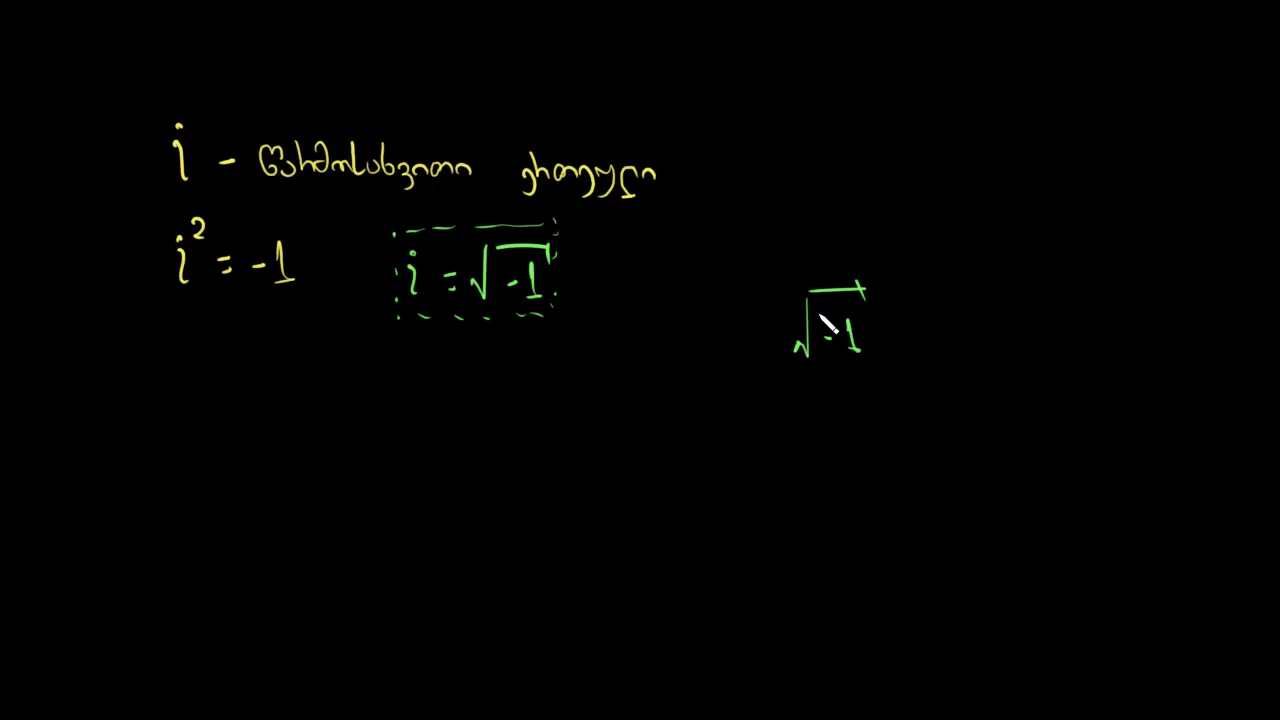 i - წარმოსახვითი ერთეული
i² = -1
i = √-1
√-1